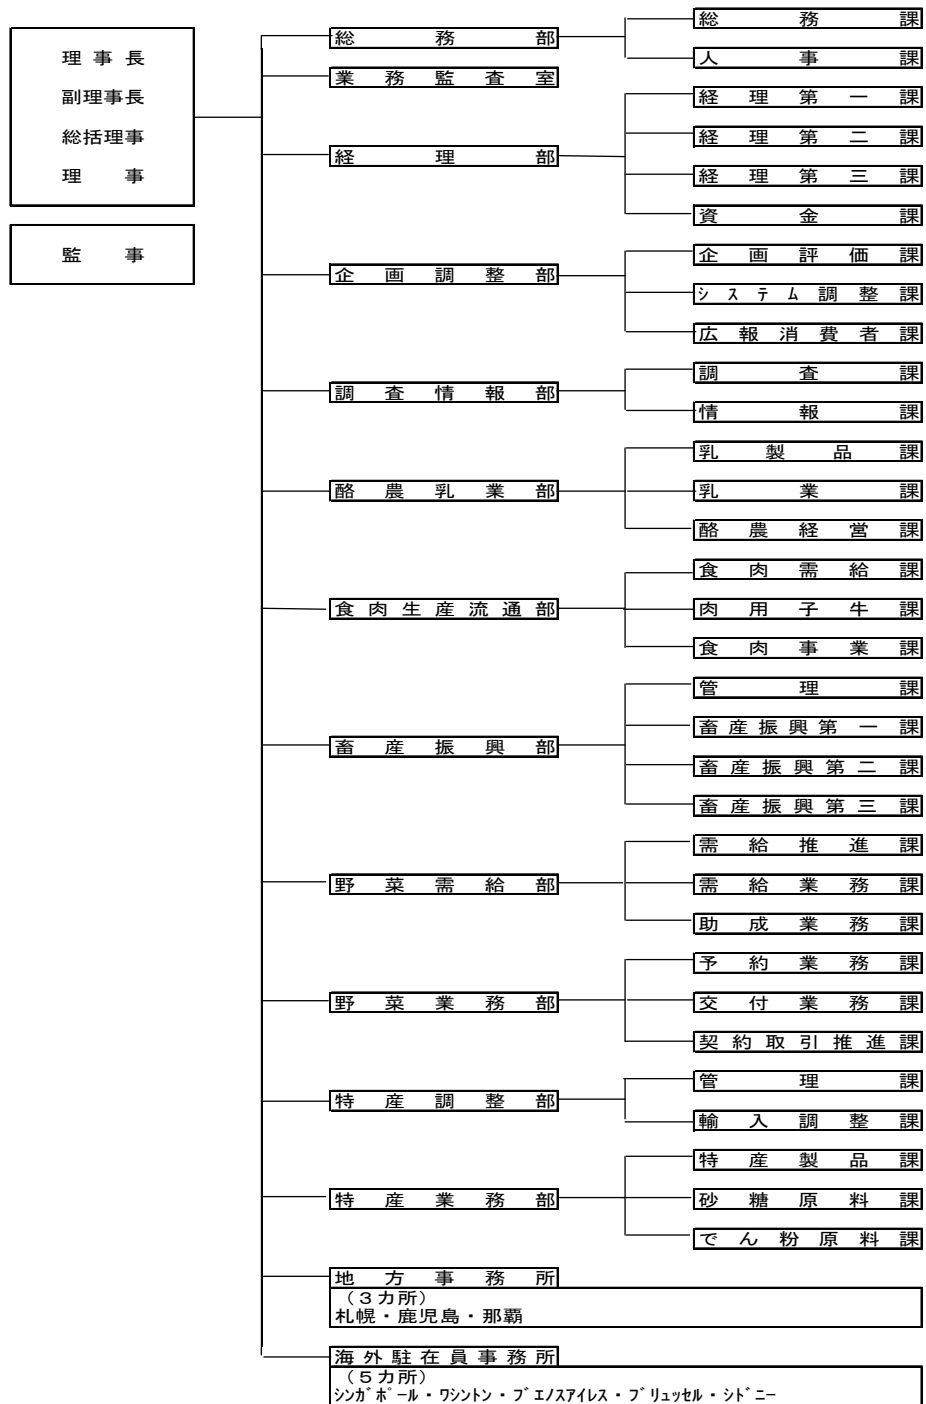 理事長
副理事長
総括理事
理事
監事
総務部
総務課
人事課
業務監査室
経理部
経理第一課
経理第二課
経理第三課
資金課
企画調整部
企画評価課
システム調整課
広報消費者課
調査情報部
調査課
情報課
酪農乳業部
乳製品課
乳業課
酪農経営課
食肉生産流通部
食肉需給課
肉用子牛課
食肉事業課
畜産振興部
管理課
畜産振興第一課
畜産振興第二課
畜産振興第三課
野菜需給部
需給推進課
需給業務課
助成業務課
野菜業務部
予約業務課
交付業務課
契約取引推進課
特産調整部
管理課
輸入調整課
特産業務部
特産製品課
砂糖原料課
でん粉原料課
地方事務所
(3カ所)
札幌・鹿児島・那覇
海外駐在員事務所
(5カ所)
シンガポール・ワシントン・ブエノスアイレス・ブリュッセル・シドニー